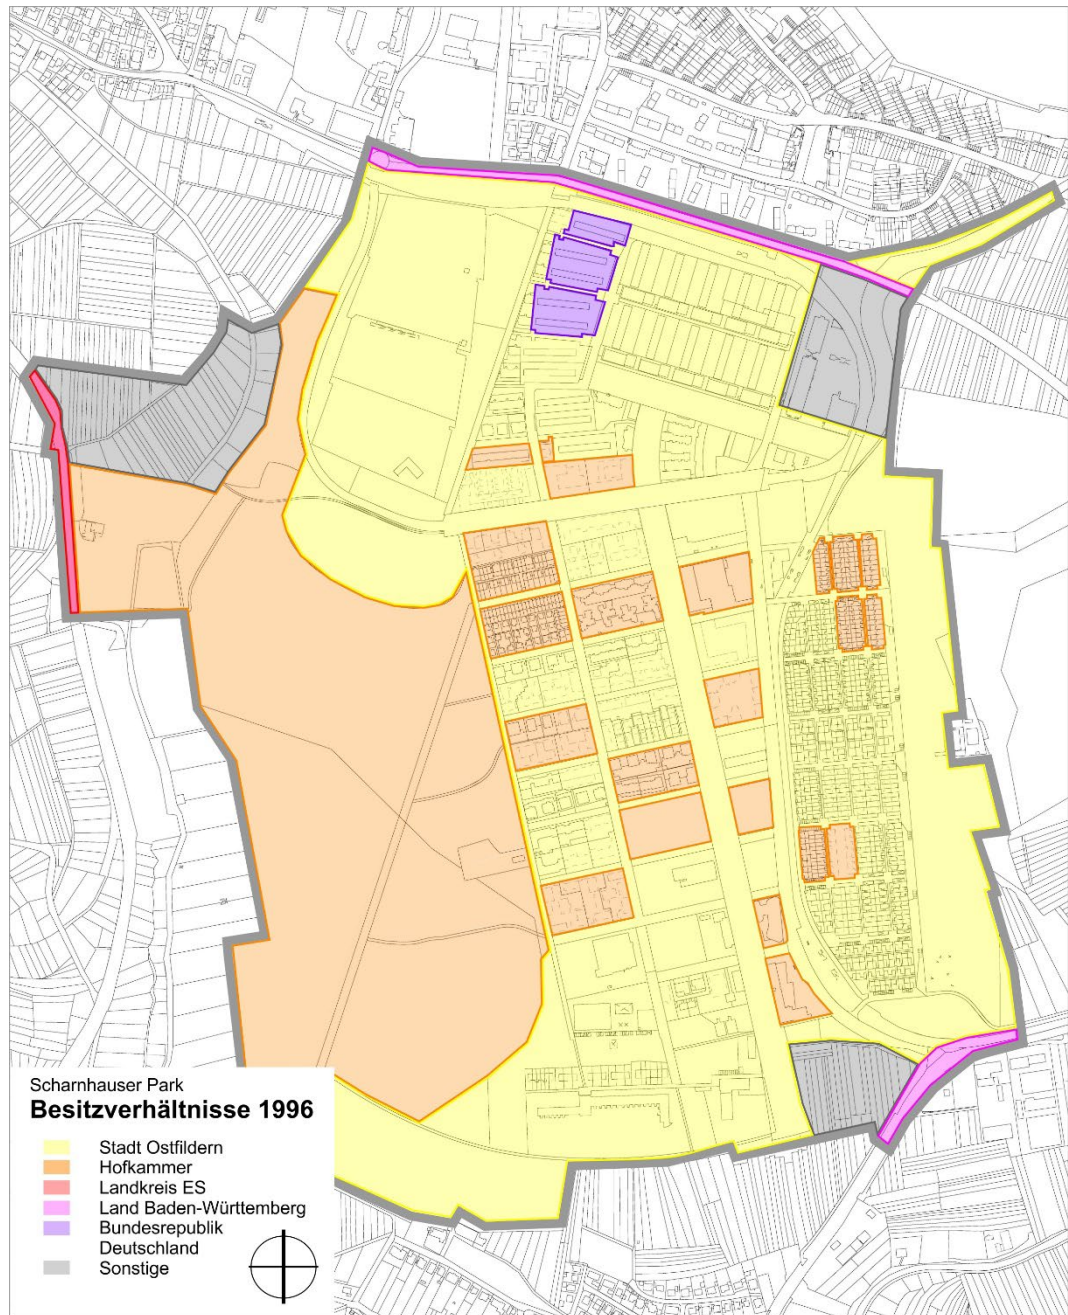 Scharnhauser Park
Besitzverhältnisse 1996
Stadt Ostfildern
Hofkammer
Landkreis ES
Land Baden-Württemberg
Bundesrepublik
Deutschland
Sonstige